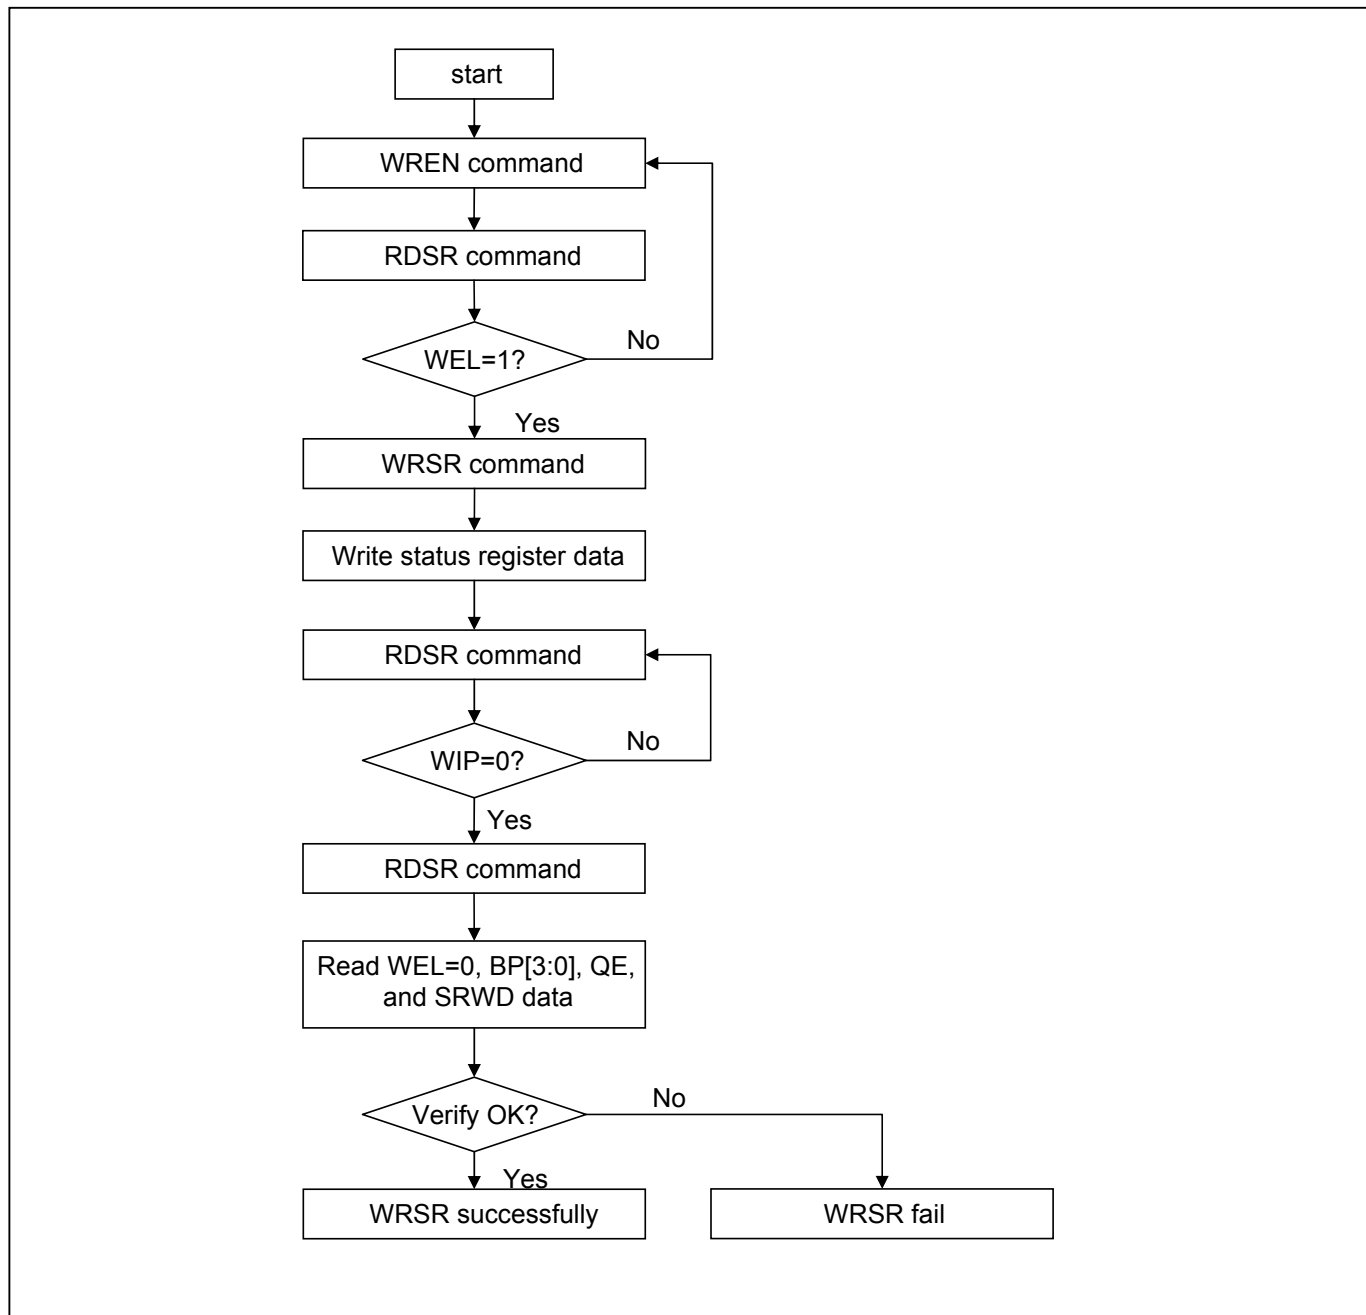 start
WREN command
RDSR command
WEL=1?
No
Yes
WRSR command
Write status register data
RDSR command
WIP=0?
No
Yes
RDSR command
Read WEL=0, BP[3:0], QE,
and SRWD data
Verify OK?
No
Yes
WRSR successfully
WRSR fail